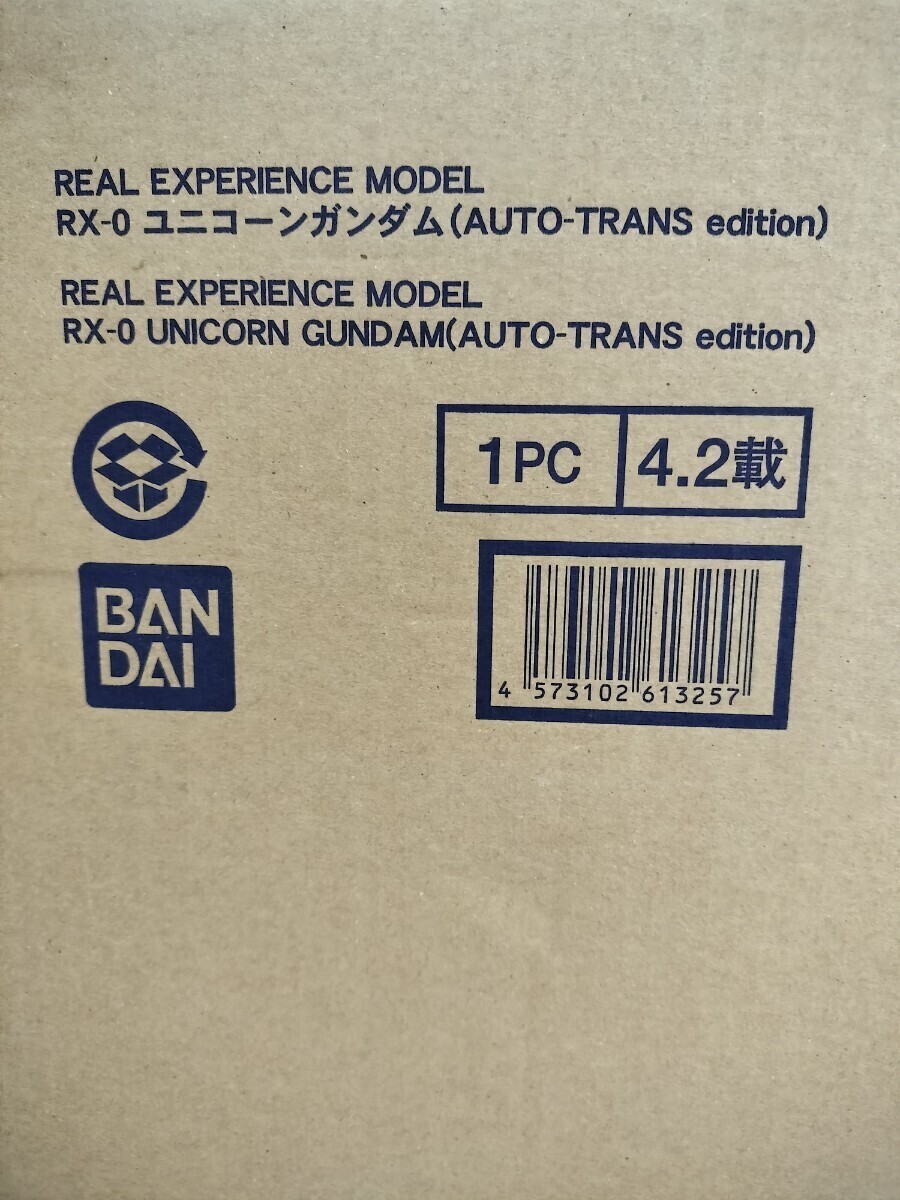 REAL EXPERIENCE MODEL
RX-0 ユニコーンガンダム(AUTO-TRANS edition)
REAL EXPERIENCE MODEL
RX-0 UNICORN GUNDAM(AUTO-TRANS edition)
1PC 4.2載
BAN
DAI
4 573102 613257